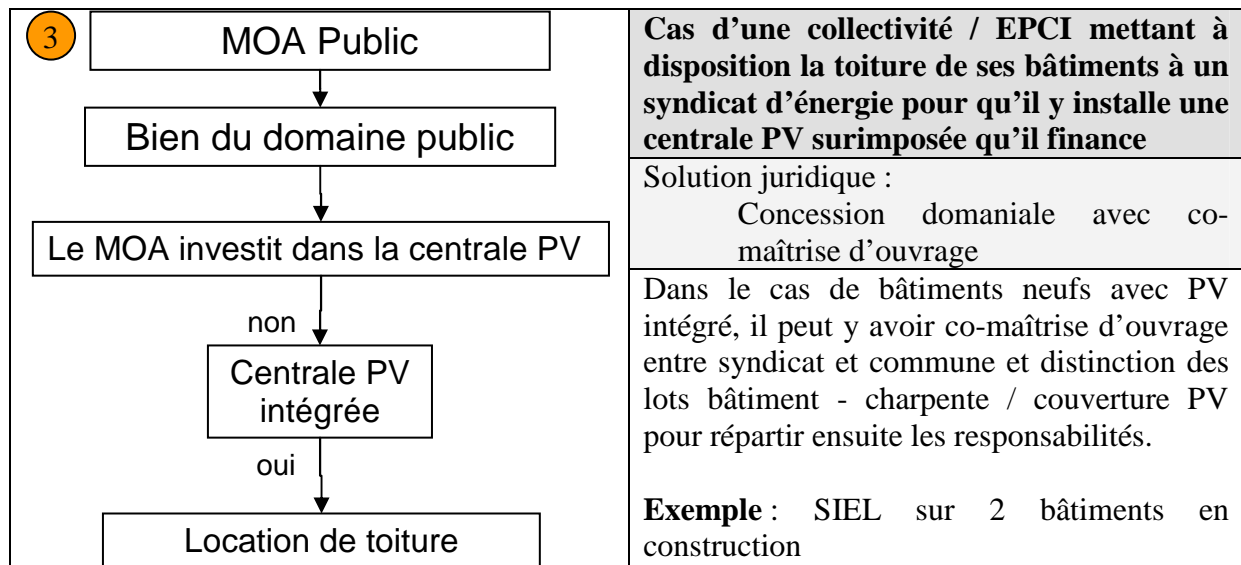 3
MOA Public
Bien du domaine public
Le MOA investit dans la centrale PV
non
Centrale PV
intégrée
oui
Location de toiture
Cas d'une collectivité / EPCI mettant à
disposition la toiture de ses bâtiments à un
syndicat d'énergie pour qu'il y installe une
centrale PV surimposée qu'il finance
Solution juridique :
Concession domaniale avec co-
maîtrise d'ouvrage
Dans le cas de bâtiments neufs avec PV
intégré, il peut y avoir co-maîtrise d'ouvrage
entre syndicat et commune et distinction des
lots bâtiment - charpente / couverture PV
pour répartir ensuite les responsabilités.
Exemple : SIEL sur 2 bâtiments en
construction